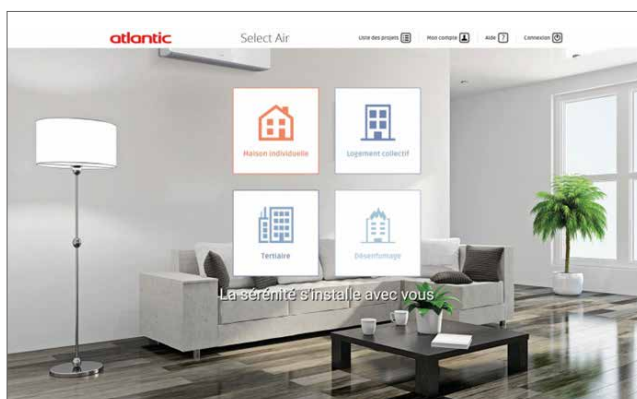 atlantic
Select Air
Liste des projets
Mon compte
Aide ?
Connexion
Maison individuelle
Logement collectif
Tertiaire
Désenfumage
La sérénité s'installe avec vous